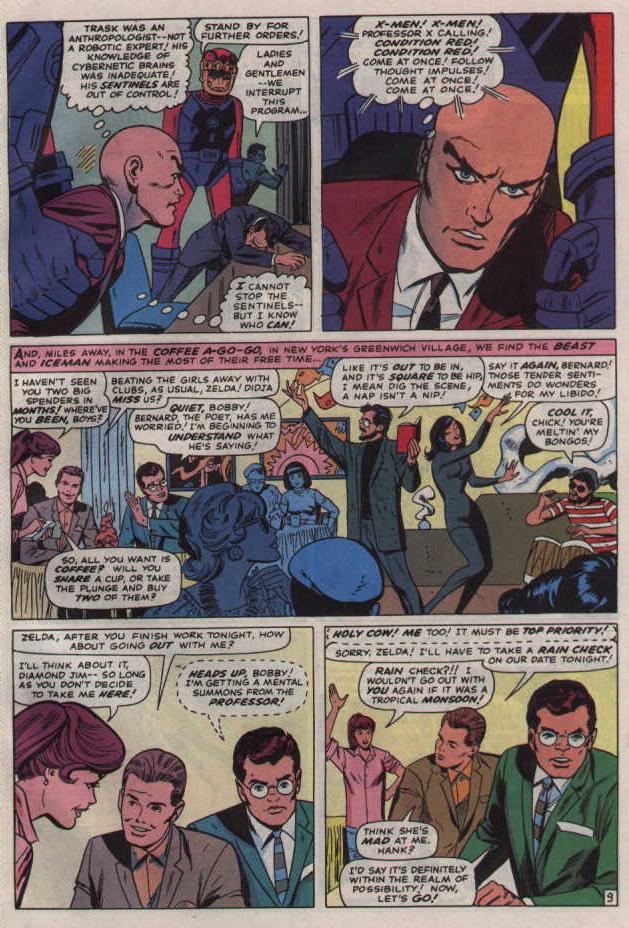 TRASK WAS AN
ANTHROPOLOGIST--NOT
A ROBOTIC EXPERT! HIS
KNOWLEDGE OF
CYBERNETIC BRAINS
WAS INADEQUATE!
HIS SENTINELS ARE
OUT OF CONTROL!
STAND BY FOR
FURTHER ORDERS!
LADIES
AND
GENTLEMEN
--WE
INTERRUPT
THIS
PROGRAM...
I CANNOT
STOP THE
SENTINELS--
BUT I KNOW
WHO CAN!
X-MEN! X-MEN!
PROFESSOR X CALLING!
CONDITION RED!
CONDITION RED!
COME AT ONCE! FOLLOW
THOUGHT IMPULSES!
COME AT ONCE!
COME AT ONCE!
AND, MILES AWAY, IN THE COFFEE A-GO-GO, IN NEW YORK'S GREENWICH VILLAGE, WE FIND THE BEAST
AND ICEMAN MAKING THE MOST OF THEIR FREE TIME...
I HAVEN'T SEEN
YOU TWO BIG
SPENDERS IN
MONTHS! WHERE'VE
YOU BEEN, BOYS?
BEATING THE GIRLS AWAY WITH
CLUBS, AS USUAL, ZELDA! DIDJA
MISS US?
QUIET, BOBBY!
BERNARD, THE POET, HAS ME
WORRIED! I'M BEGINNING TO
UNDERSTAND WHAT
HE'S SAYING!
LIKE IT'S OUT TO BE IN,
AND IT'S SQUARE TO BE HIP,
I MEAN DIG THE SCENE,
A NAP ISN'T A NIP!
SAY IT AGAIN, BERNARD!
THOSE TENDER SENTI-
MENTS DO WONDERS
FOR MY LIBIDO!
COOL IT,
CHICK! YOU'RE
MELTIN' MY
BONGOS!
SO, ALL YOU WANT IS
COFFEE? WILL YOU
SHARE A CUP, OR TAKE
THE PLUNGE AND BUY
TWO OF THEM?
ZELDA, AFTER YOU FINISH WORK TONIGHT, HOW
ABOUT GOING OUT WITH ME?
I'LL THINK ABOUT IT,
DIAMOND JIM-- SO LONG
AS YOU DON'T DECIDE
TO TAKE ME HERE!
HEADS UP, BOBBY!
I'M GETTING A MENTAL
SUMMONS FROM THE
PROFESSOR!
HOLY COW! ME TOO! IT MUST BE TOP PRIORITY!
SORRY, ZELDA! I'LL HAVE TO TAKE A RAIN CHECK
ON OUR DATE TONIGHT!
RAIN CHECK?!! I
WOULDN'T GO OUT WITH
YOU AGAIN IF IT WAS A
TROPICAL MONSOON!
THINK SHE'S
MAD AT ME,
HANK?
I'D SAY IT'S DEFINITELY
WITHIN THE REALM OF
POSSIBILITY! NOW,
LET'S GO!
9